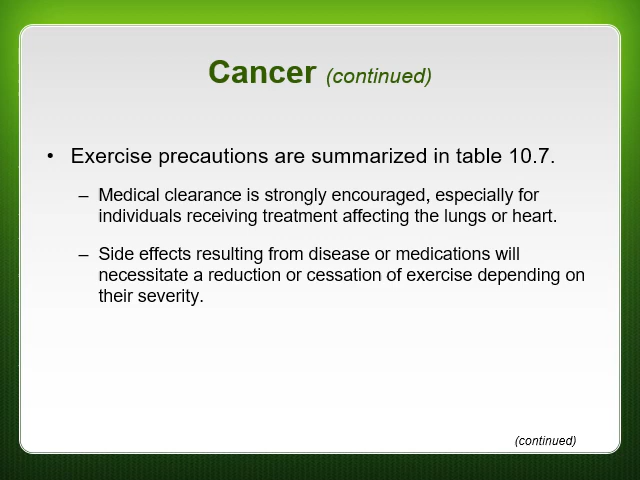 Cancer (continued)
• Exercise precautions are summarized in table 10.7.
– Medical clearance is strongly encouraged, especially for
individuals receiving treatment affecting the lungs or heart.
– Side effects resulting from disease or medications will
necessitate a reduction or cessation of exercise depending on
their severity.
(continued)